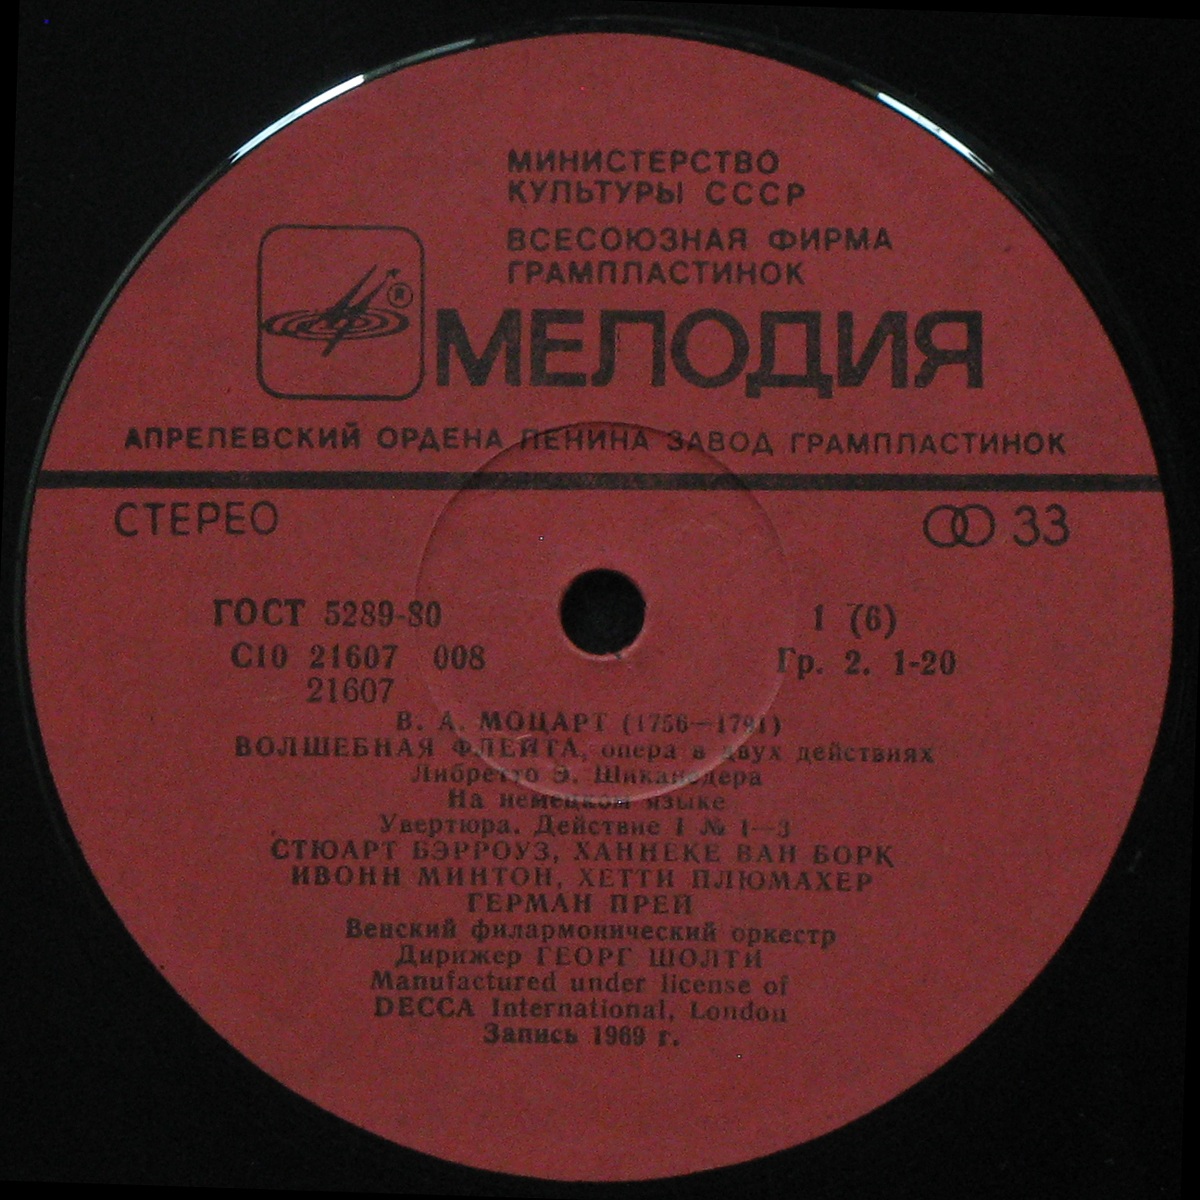 МИНИСТЕРСТВО
КУЛЬТУРЫ СССР
ВСЕСОЮЗНАЯ ФИРМА
ГРАМПЛАСТИНОК
®
МЕЛОДИЯ
АПРЕЛЕВСКИЙ ОРДЕНА ЛЕНИНА ЗАВОД ГРАМПЛАСТИНОК
СТЕРЕО 33
ГОСТ 5289-80 1 (6)
С10 21607 008 Гр. 2. 1-20
21607
В. А. МОЦАРТ (1756—1791)
ВОЛШЕБНАЯ ФЛЕЙТА, опера в двух действиях
Либретто Э. Шиканедера
На немецком языке
Увертюра. Действие 1 № 1—3
СТЮАРТ БЭРРОУЗ, ХАННЕКЕ ВАН БОРК
ИВОНН МИНТОН, ХЕТТИ ПЛЮМАХЕР
ГЕРМАН ПРЕЙ
Венский филармонический оркестр
Дирижер ГЕОРГ ШОЛТИ
Manufactured under license of
DECCA International, London
Запись 1969 г.